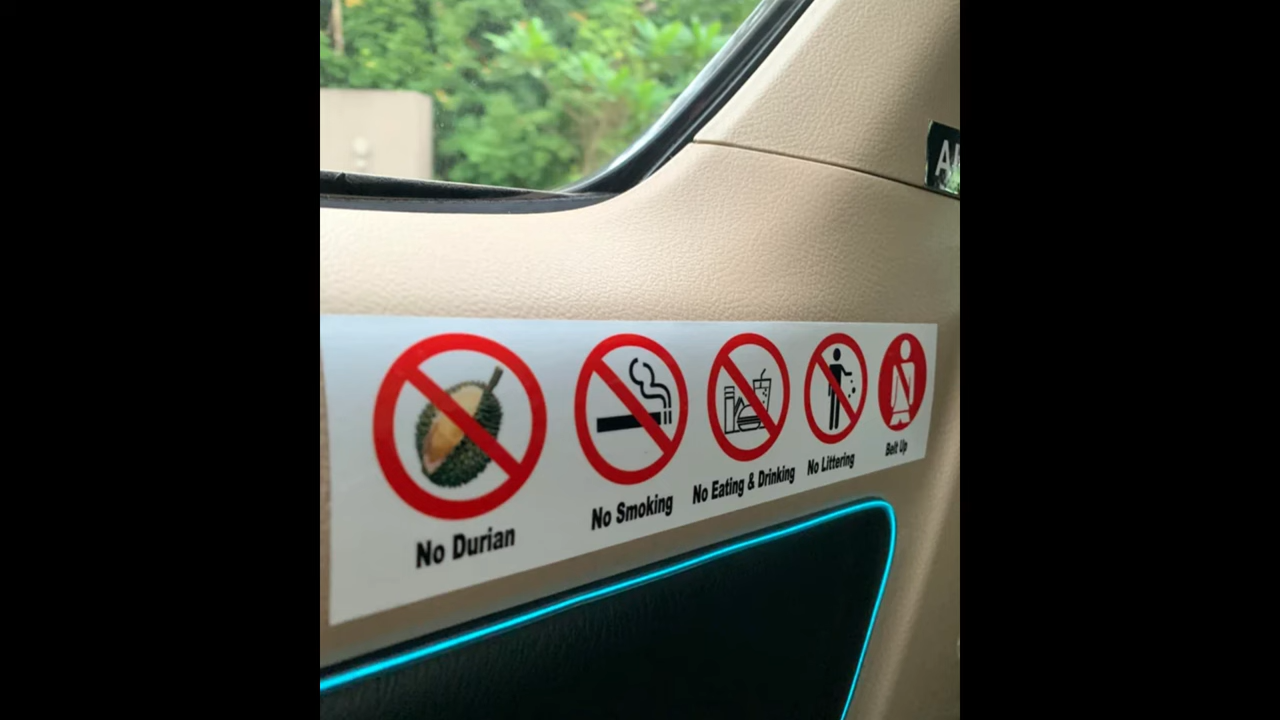 No Durian
No Smoking
No Eating & Drinking
No Littering
Belt Up